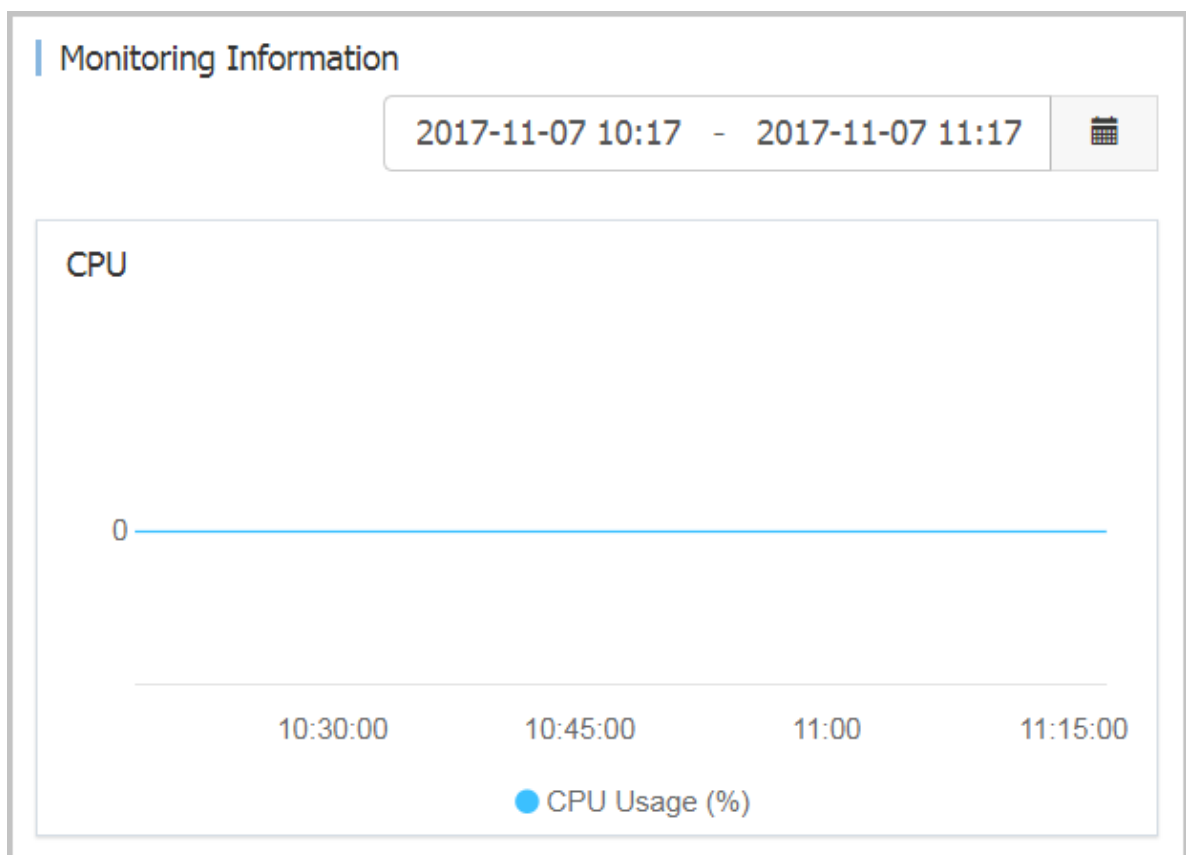 Monitoring Information
2017-11-07 10:17 - 2017-11-07 11:17
CPU
0
10:30:00 10:45:00 11:00 11:15:00
CPU Usage (%)